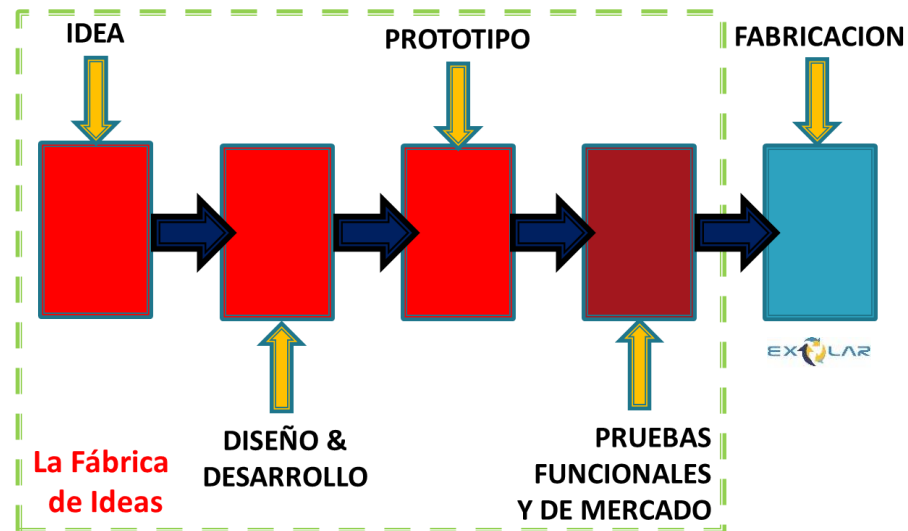 IDEA
PROTOTIPO
FABRICACION
DISEÑO &
DESARROLLO
PRUEBAS
FUNCIONALES
Y DE MERCADO
La Fábrica
de Ideas